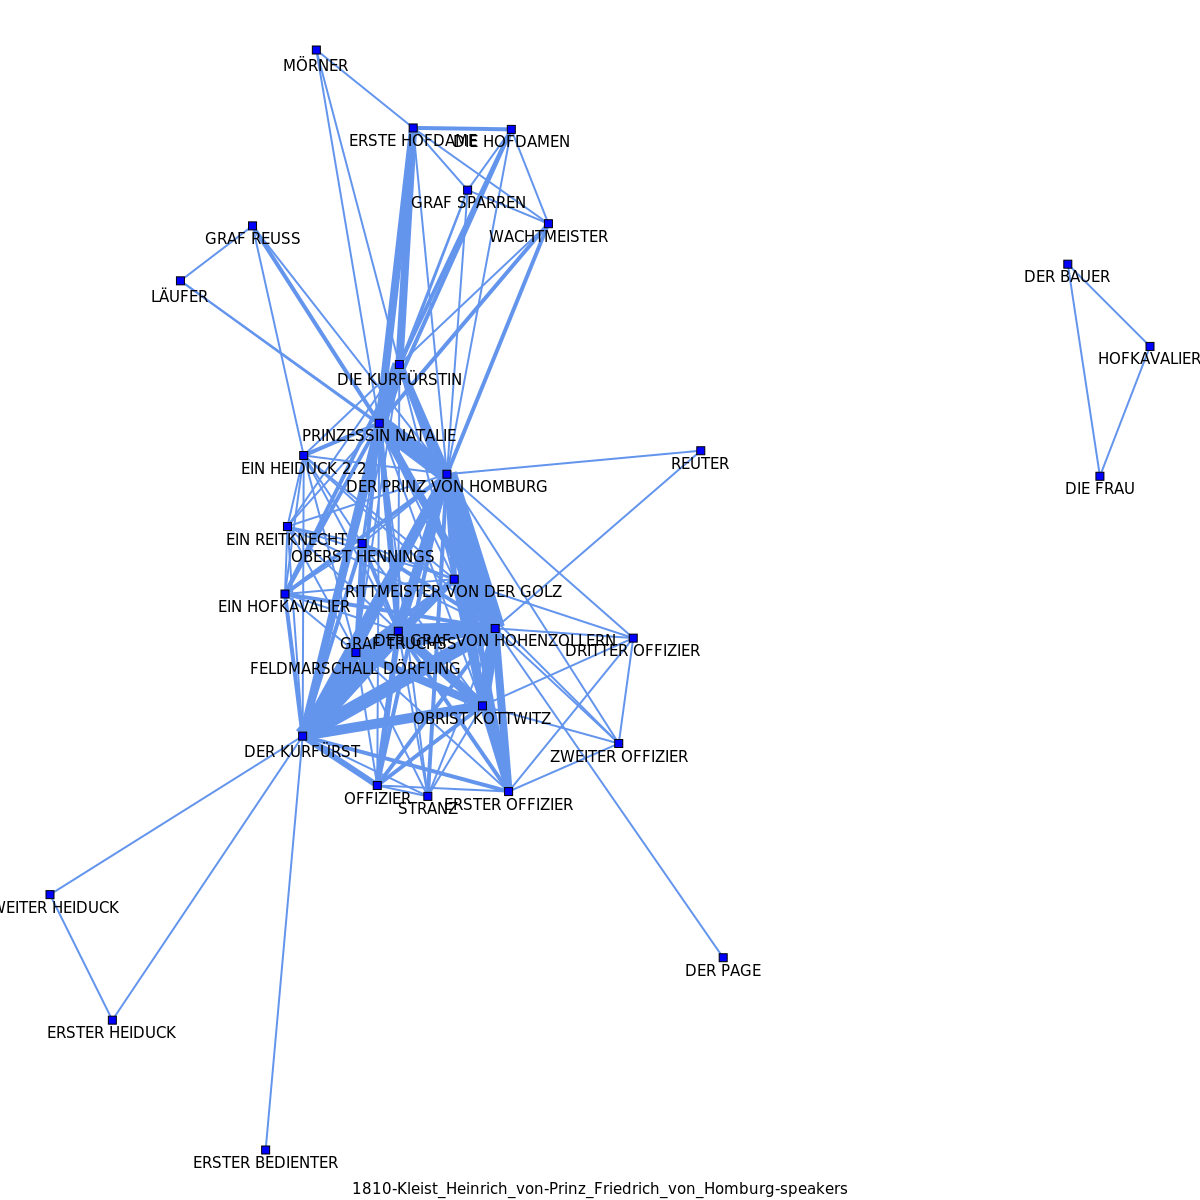 MÖRNER
ERSTE HOFDAME
DIE HOFDAMEN
GRAF SPARREN
GRAF REUSS
WACHTMEISTER
DER BAUER
LÄUFER
HOFKAVALIER
DIE KURFÜRSTIN
PRINZESSIN NATALIE
EIN HEIDUCK 2.2
REUTER
DER PRINZ VON HOMBURG
DIE FRAU
EIN REITKNECHT
OBERST HENNINGS
RITTMEISTER VON DER GOLZ
EIN HOFKAVALIER
GRAF TRUCHSS
DER GRAF VON HOHENZOLLERN
DRITTER OFFIZIER
FELDMARSCHALL DÖRFLING
OBRIST KOTTWITZ
DER KURFÜRST
ZWEITER OFFIZIER
OFFIZIER
STRANZ
ERSTER OFFIZIER
WEITER HEIDUCK
DER PAGE
ERSTER HEIDUCK
ERSTER BEDIENTER
1810-Kleist_Heinrich_von-Prinz_Friedrich_von_Homburg-speakers